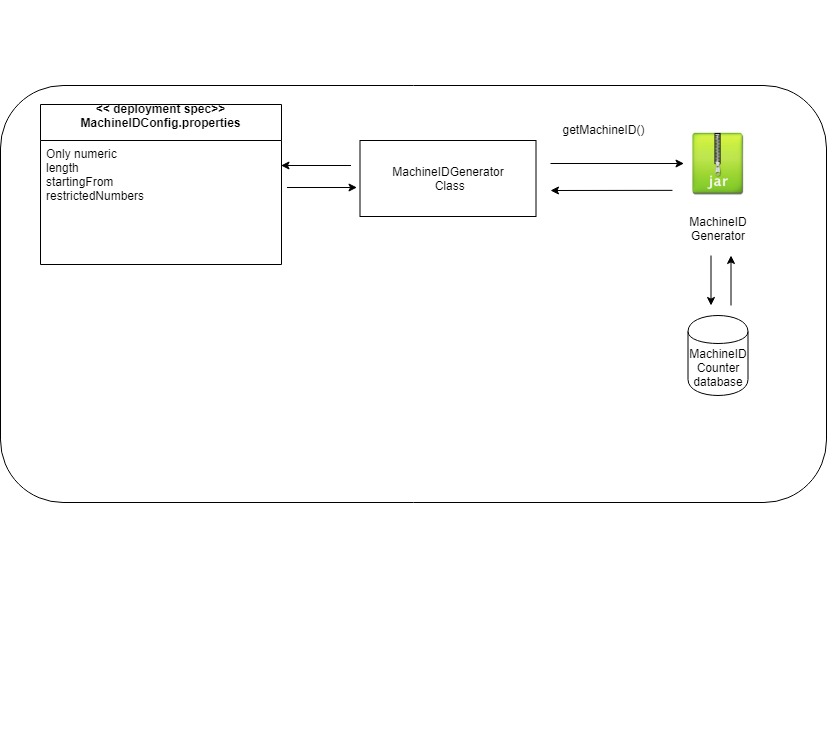 << deployment spec>>
MachineIDConfig.properties
Only numeric
length
startingFrom
restrictedNumbers
MachineIDGenerator
Class
getMachineID()
jar
MachineID
Generator
MachineID
Counter
database